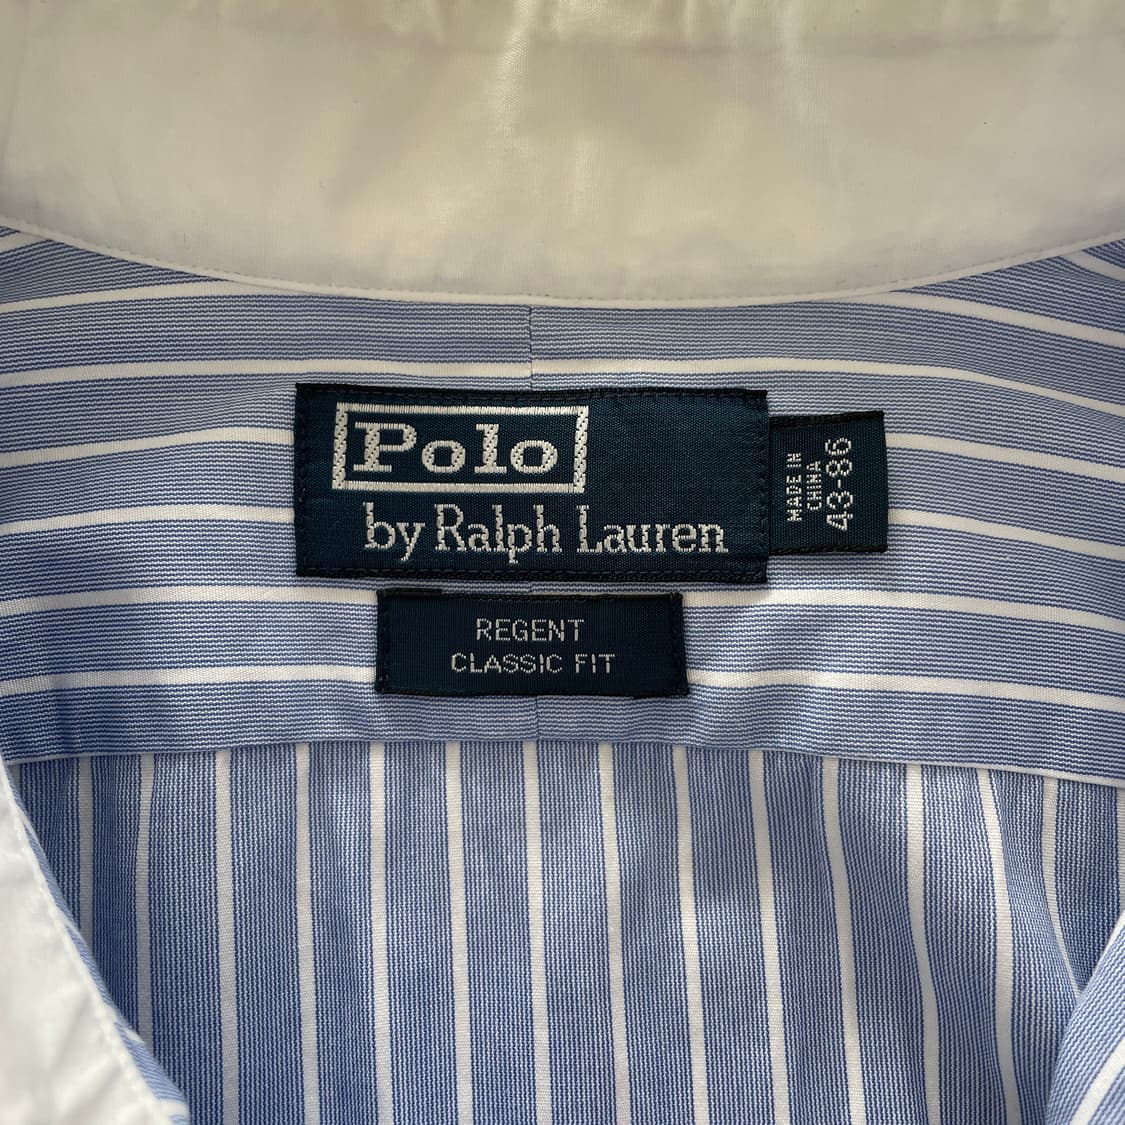 Polo
by Ralph Lauren
MADE IN
CHINA
43-86
REGENT
CLASSIC FIT